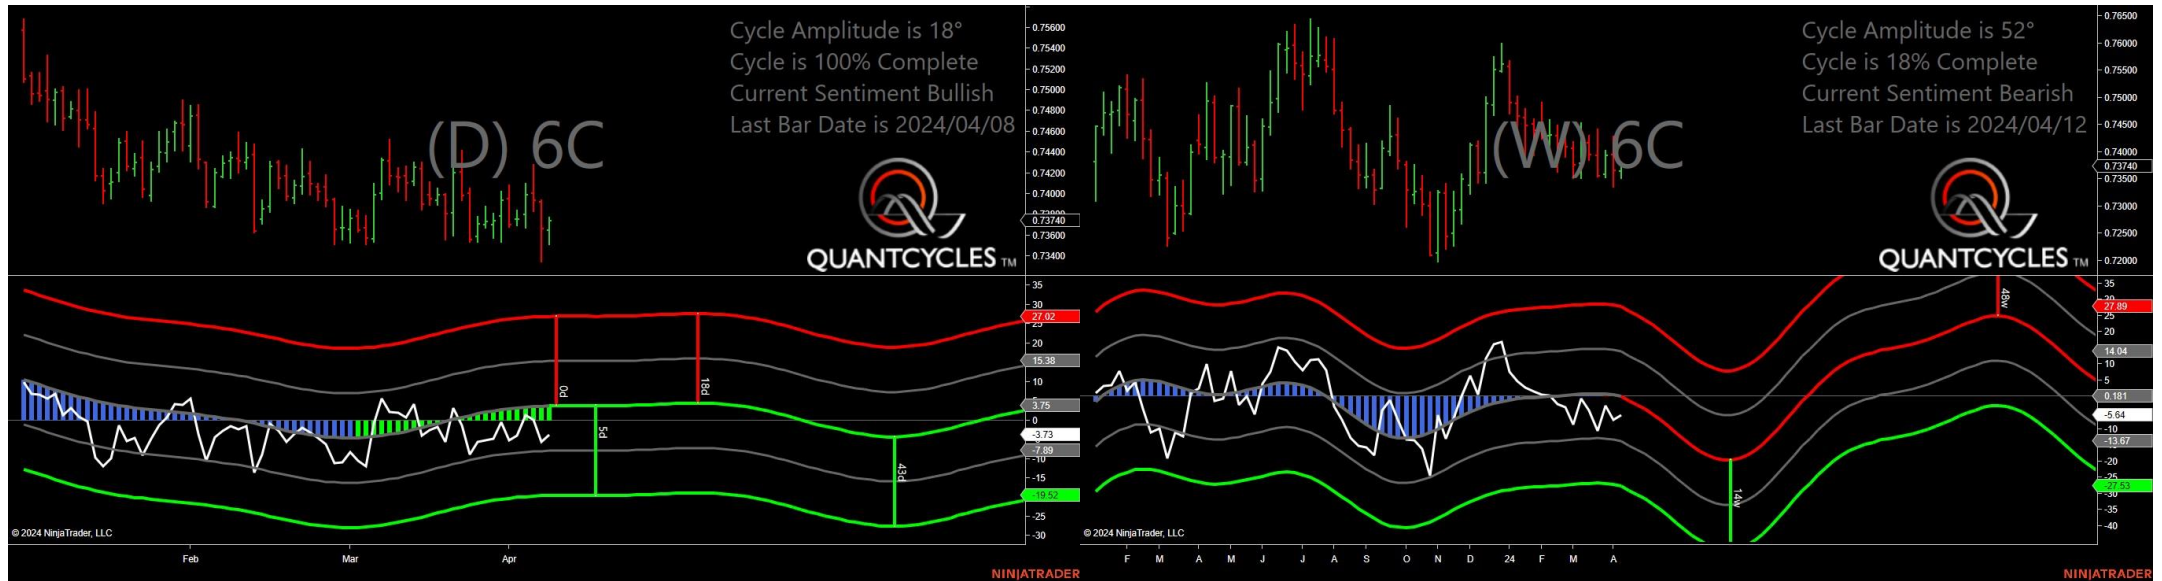 Cycle Amplitude is 18°
Cycle is 100% Complete
Current Sentiment Bullish
Last Bar Date is 2024/04/08
(D) 6C
QUANTCYCLES TM
0.75600
0.75400
0.75200
0.75000
0.74800
0.74600
0.74400
0.74200
0.74000
0.73740
0.73600
0.73400
35
30
27.02
25
20
15.38
10
3.75
0
-3.73
-7.89
-10
-15
-19.52
-25
-30
0d
5d
18d
43d
© 2024 NinjaTrader, LLC
Feb
Mar
Apr
NINJATRADER
Cycle Amplitude is 52°
Cycle is 18% Complete
Current Sentiment Bearish
Last Bar Date is 2024/04/12
(W) 6C
QUANTCYCLES TM
0.76500
0.76000
0.75500
0.75000
0.74500
0.74000
0.73740
0.73500
0.73000
0.72500
0.72000
35
27.89
25
20
14.04
10
5
0.181
-5.64
-10
-13.67
-20
-25
-27.53
-35
-40
14w
48w
© 2024 NinjaTrader, LLC
F
M
A
M
J
J
A
S
O
N
D
24
F
M
A
NINJATRADER